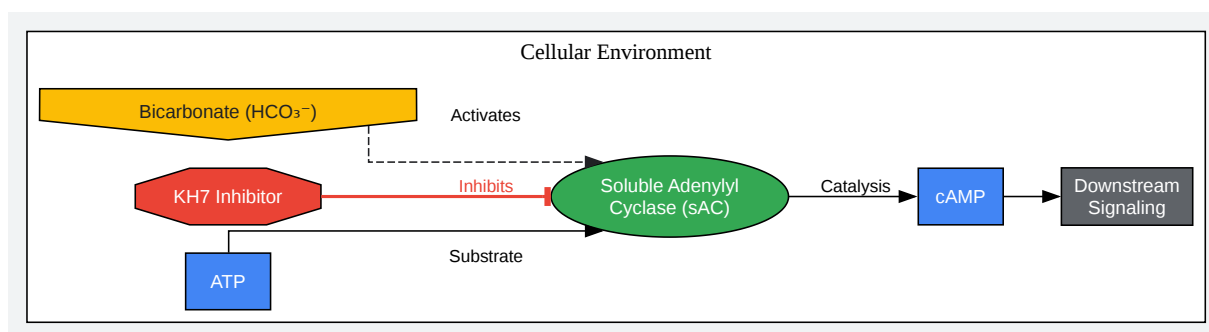 Cellular Environment
Bicarbonate (HCO₃⁻)
Activates
KH7 Inhibitor
Inhibits
Soluble Adenylyl
Cyclase (sAC)
Catalysis
cAMP
Downstream
Signaling
Substrate
ATP